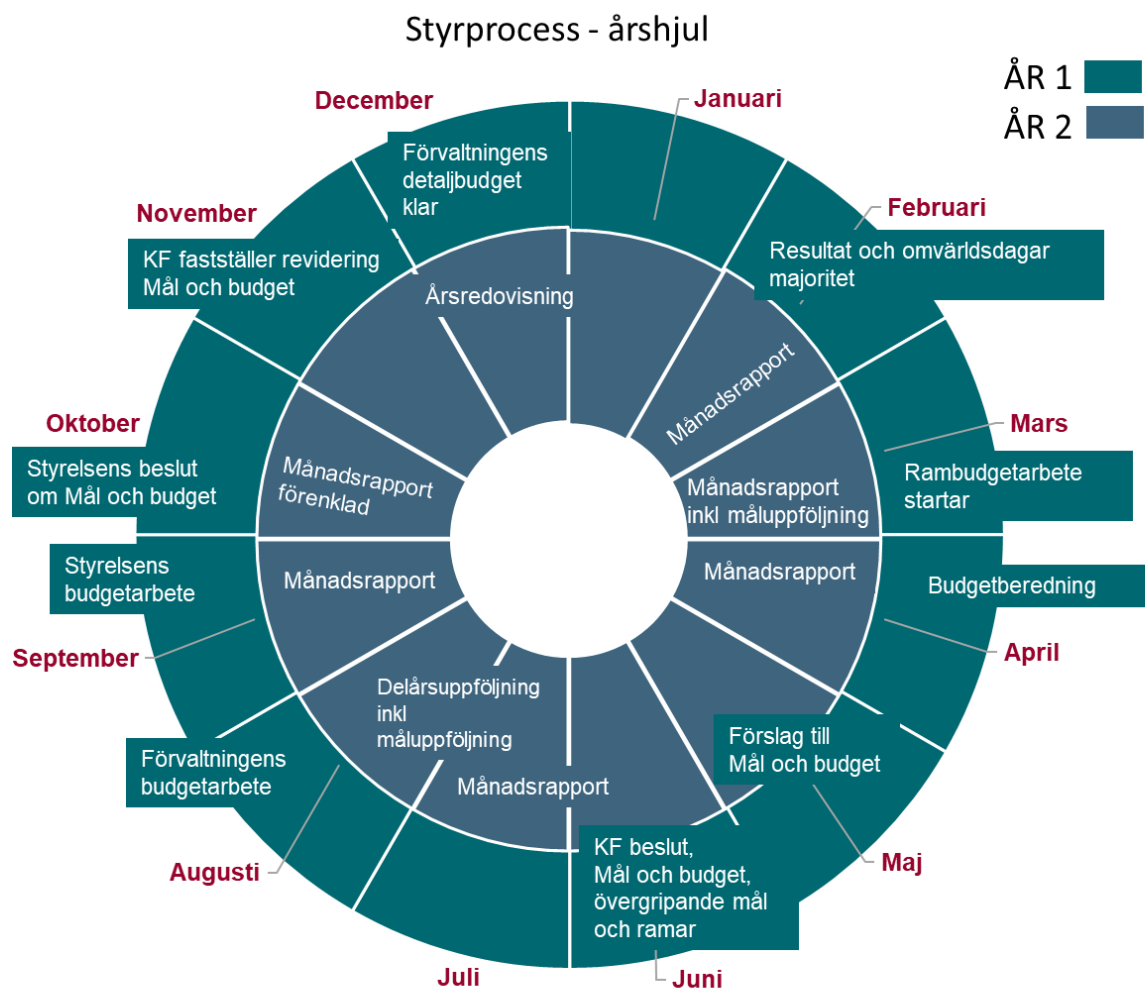 Styrprocess - årshjul
ÅR 1
ÅR 2
Januari
Februari
Resultat och omvärldsdagar
majoritet
Mars
Rambudgetarbete
startar
Budgetberedning
April
Förslag till
Mål och budget
Maj
KF beslut,
Mål och budget,
övergripande mål
och ramar
Juni
Juli
Förvaltningens
budgetarbete
Augusti
Styrelsens
budgetarbete
September
Oktober
Styrelsens beslut
om Mål och budget
November
KF fastställer revidering
Mål och budget
December
Förvaltningens
detaljbudget
klar
Årsredovisning
Månadsrapport
Månadsrapport
inkl måluppföljning
Månadsrapport
Månadsrapport
Delårsuppföljning
inkl
måluppföljning
Månadsrapport
Månadsrapport
förenklad